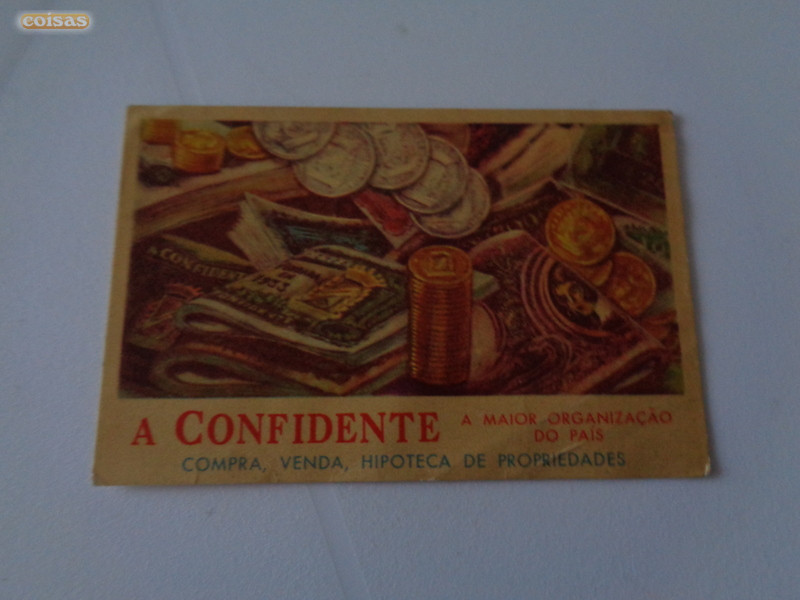 coisas
A CONFIDENTE
A MAIOR ORGANIZAÇÃO
DO PAÍS
COMPRA, VENDA, HIPOTECA DE PROPRIEDADES